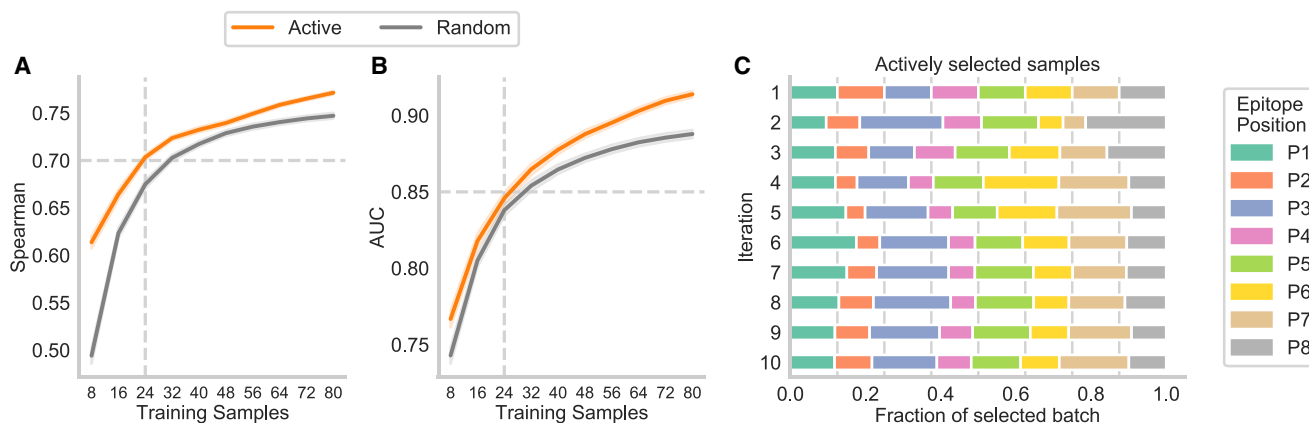 Active
Random
A
Spearman
0.75
0.70
0.65
0.60
0.55
0.50
8 16 24 32 40 48 56 64 72 80
Training Samples
B
AUC
0.90
0.85
0.80
0.75
8 16 24 32 40 48 56 64 72 80
Training Samples
C
Actively selected samples
Iteration
1
2
3
4
5
6
7
8
9
10
0.0 0.2 0.4 0.6 0.8 1.0
Fraction of selected batch
Epitope
Position
P1
P2
P3
P4
P5
P6
P7
P8